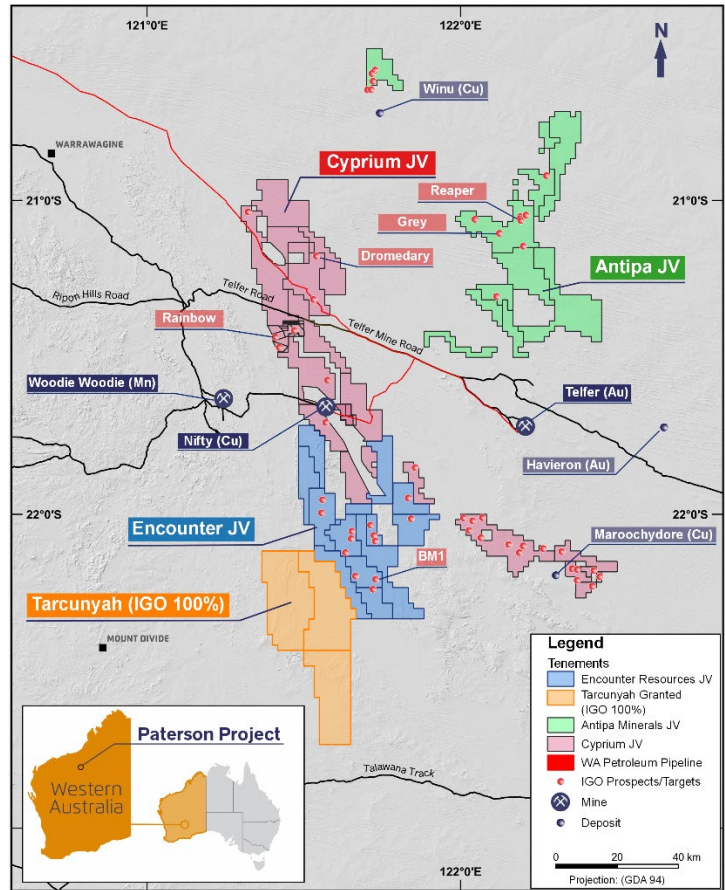 121°0'E
122°0'E
N
Winu (Cu)
WARRAWAGINE
Cyprium JV
Reaper
21°0'S
21°0'S
Grey
Dromedary
Antipa JV
Ripon Hills Road
Telfer Road
Telfer Mine Road
Rainbow
Woodie Woodie (Mn)
Telfer (Au)
Nifty (Cu)
Havieron (Au)
22°0'S
22°0'S
Encounter JV
Maroochydore (Cu)
BM1
Tarcunyah (IGO 100%)
MOUNT DIVIDE
Talawana Track
Paterson Project
Western
Australia
Legend
Tenements
Encounter Resources JV
Tarcunyah Granted
(IGO 100%)
Antipa Minerals JV
Cyprium JV
WA Petroleum Pipeline
IGO Prospects/Targets
Mine
Deposit
0 20 40 km
Projection: (GDA 94)
122°0'E